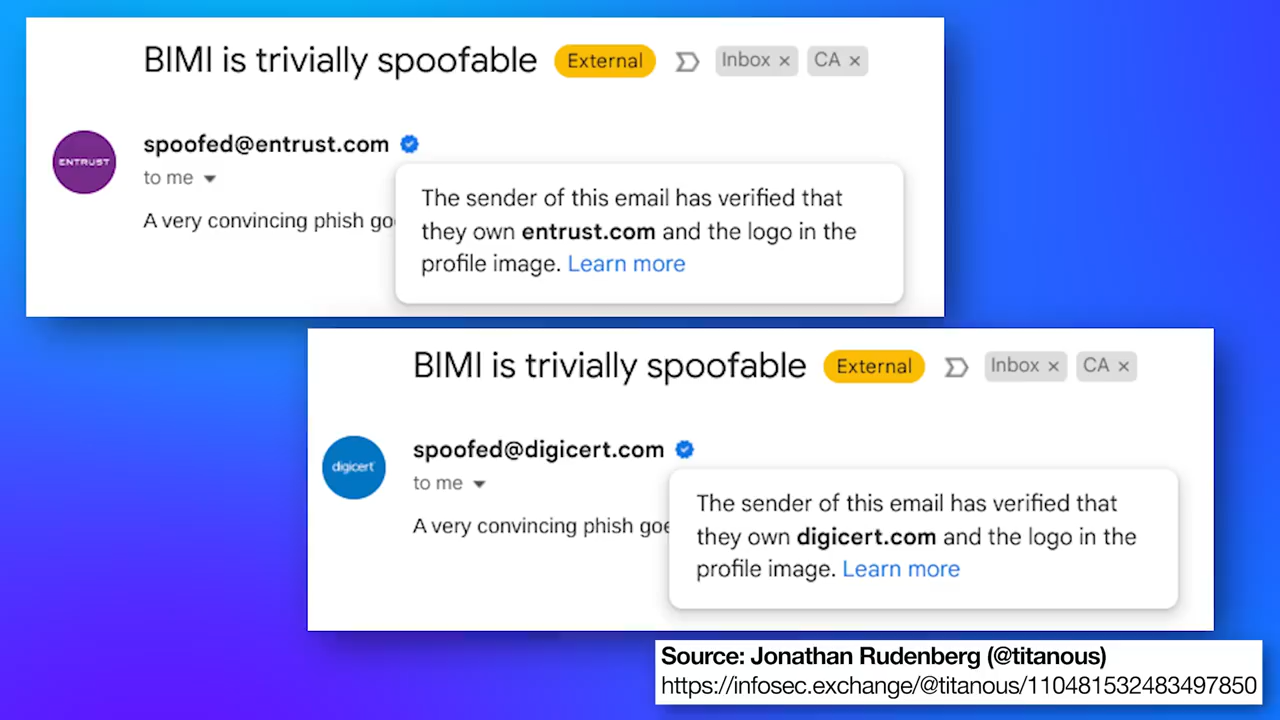 BIMI is trivially spoofable External Inbox × CA ×
ENTRUST
spoofed@entrust.com
to me
A very convincing phish go
The sender of this email has verified that
they own entrust.com and the logo in the
profile image. Learn more
BIMI is trivially spoofable External Inbox × CA ×
digicert
spoofed@digicert.com
to me
A very convincing phish goe
The sender of this email has verified that
they own digicert.com and the logo in the
profile image. Learn more
Source: Jonathan Rudenberg (@titanous)
https://infosec.exchange/@titanous/110481532483497850